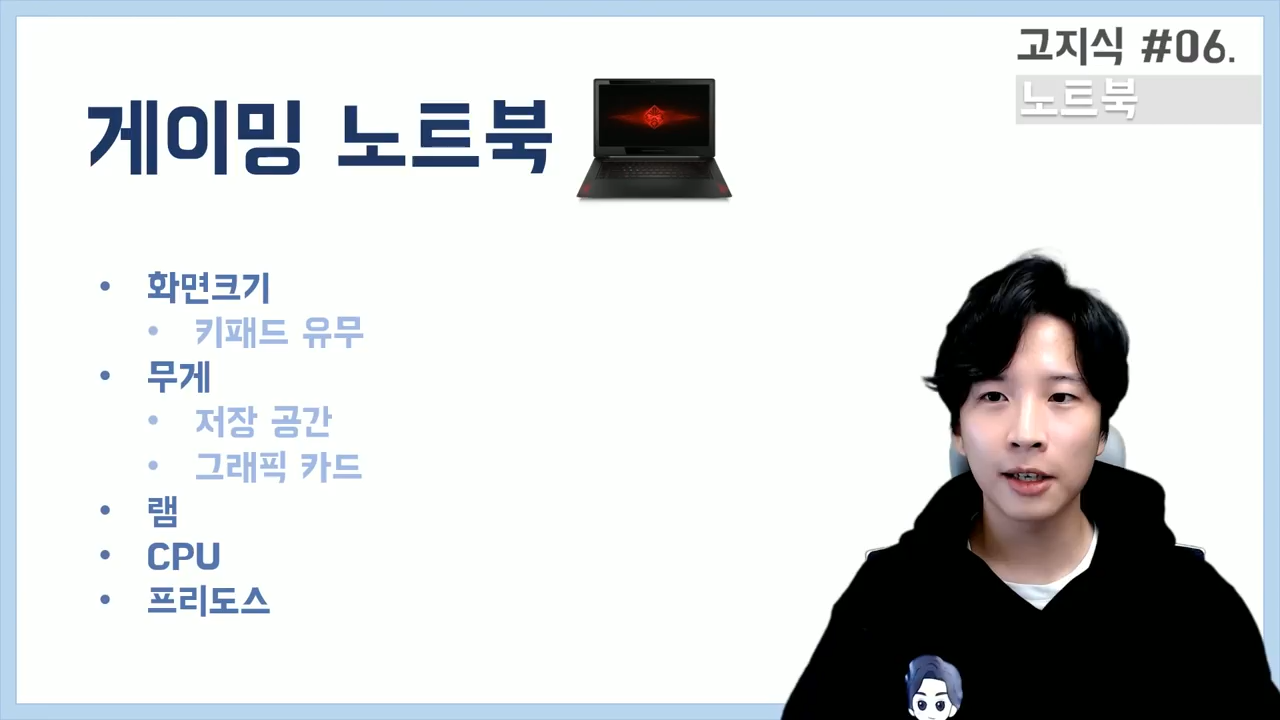 고지식 #06.
노트북
게이밍 노트북
• 화면크기
• 키패드 유무
• 무게
• 저장 공간
• 그래픽 카드
• 램
• CPU
• 프리도스